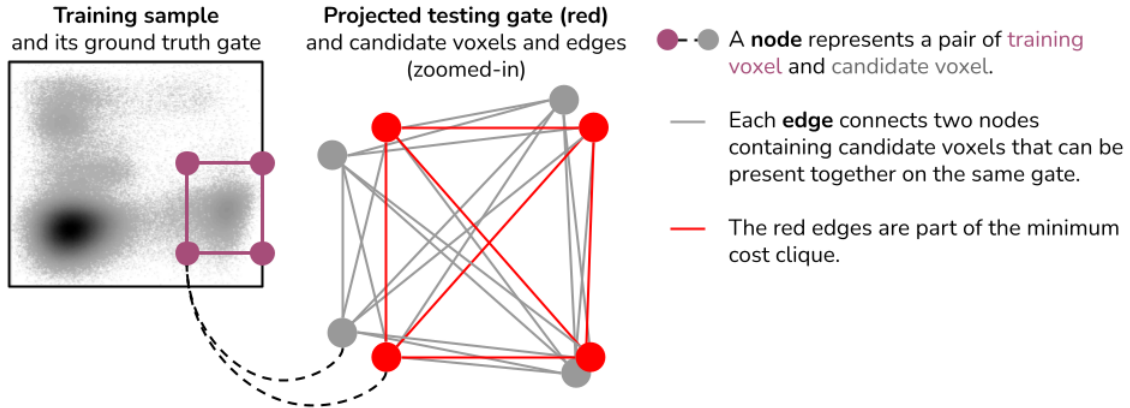 Training sample
and its ground truth gate
Projected testing gate (red)
and candidate voxels and edges
(zoomed-in)
A node represents a pair of training
voxel and candidate voxel.
Each edge connects two nodes
containing candidate voxels that can be
present together on the same gate.
The red edges are part of the minimum
cost clique.